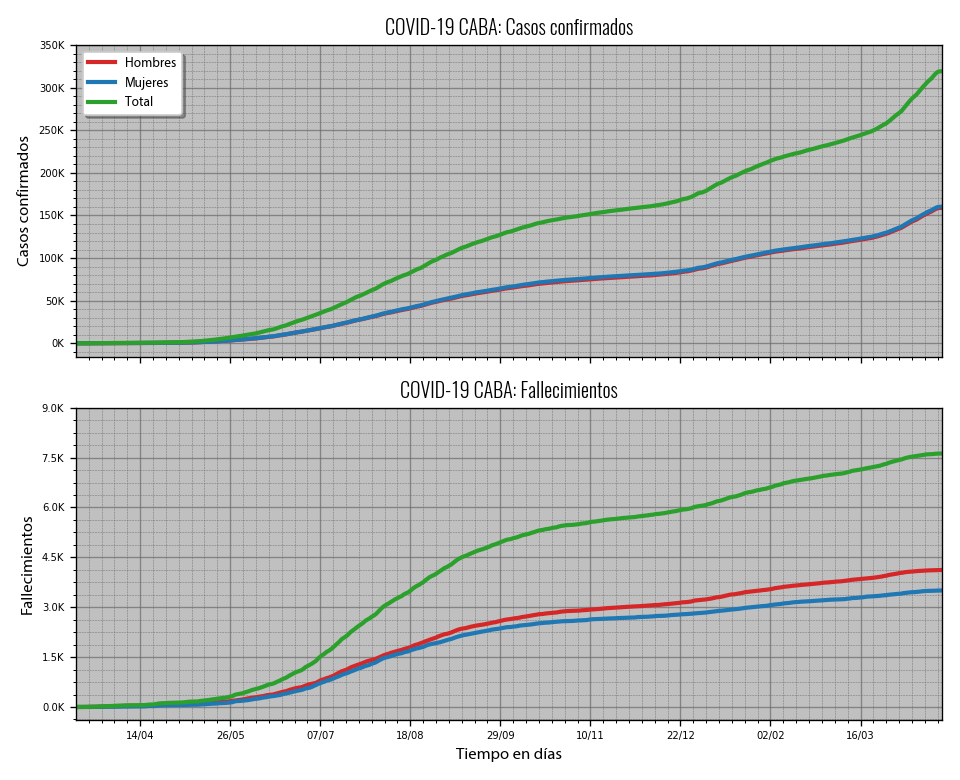 COVID-19 CABA: Casos confirmados
350K
300K
250K
200K
150K
100K
50K
0K
Casos confirmados
Hombres
Mujeres
Total
COVID-19 CABA: Fallecimientos
9.0K
7.5K
6.0K
4.5K
3.0K
1.5K
0.0K
Fallecimientos
14/04 26/05 07/07 18/08 29/09 10/11 22/12 02/02 16/03
Tiempo en días